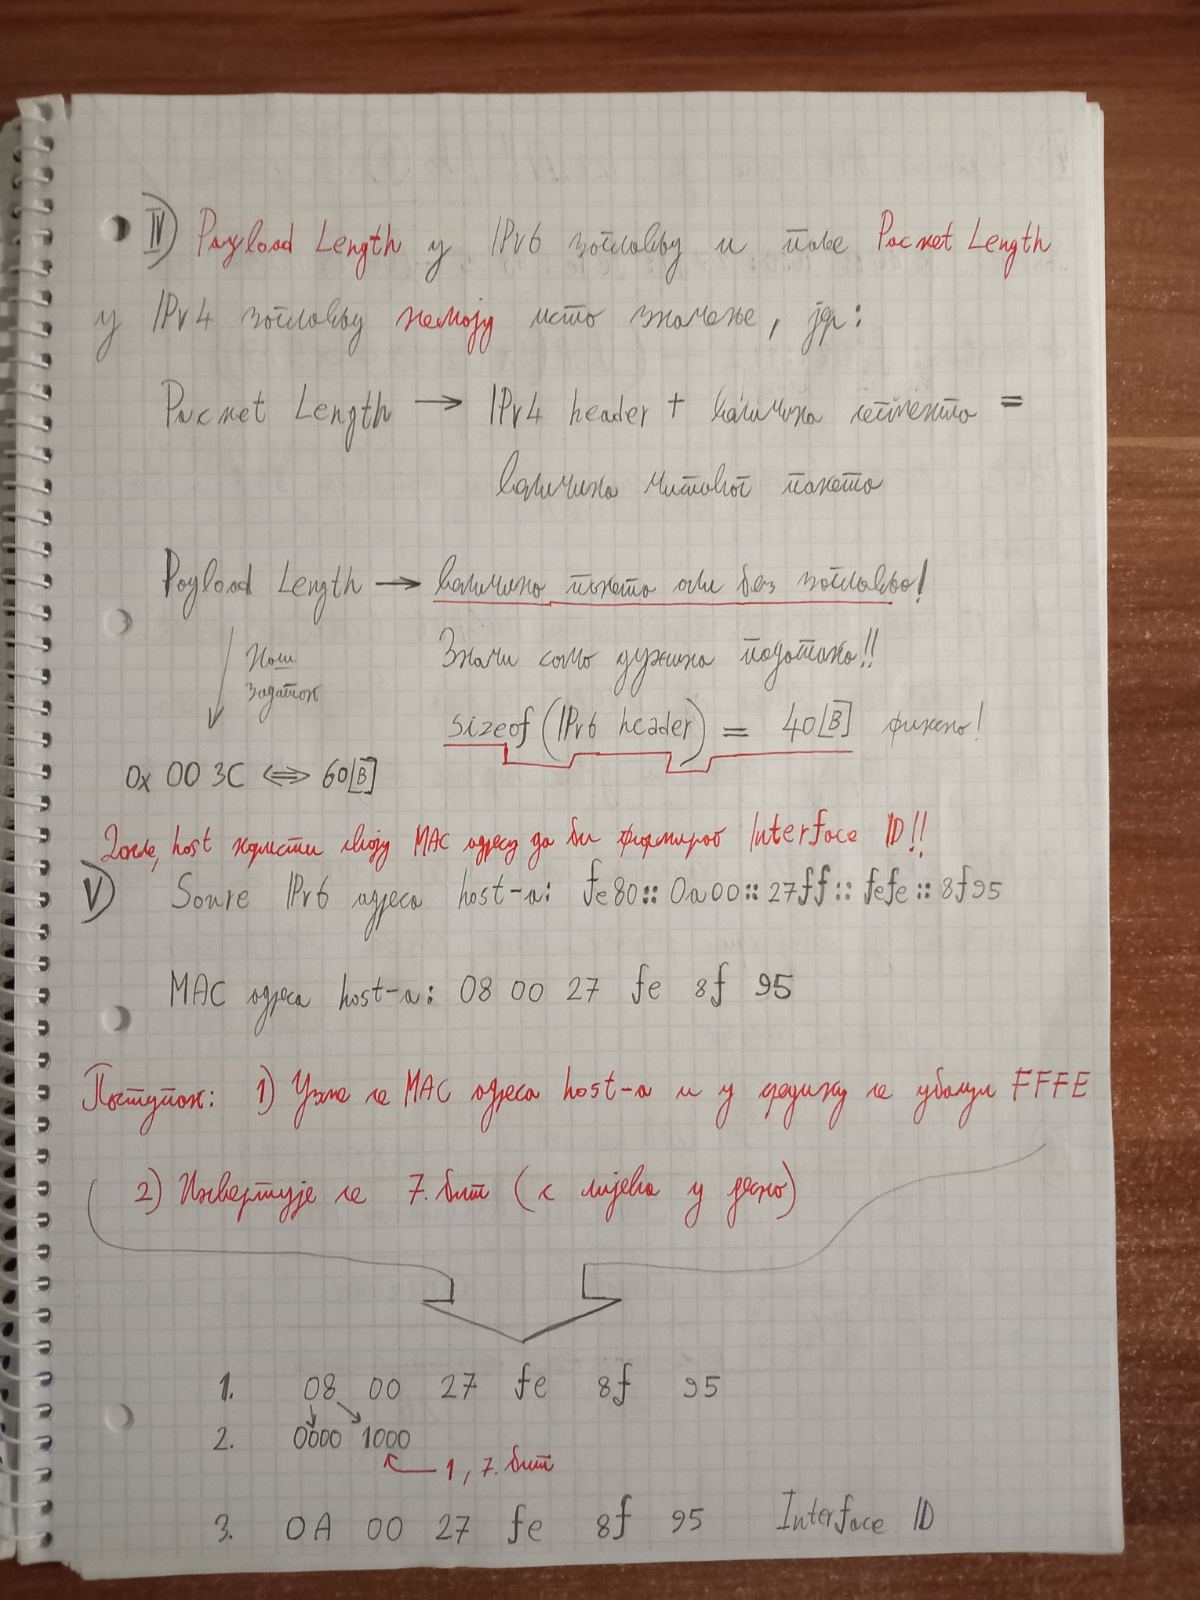 IV) Payload Length у IPv6 заглављу и поље Packet Length
у IPv4 заглављу немају исто значење, јер:
Packet Length → IPv4 header + величина сегмента =
величина читавог пакета
Payload Length → величина пакета али без заглавља!
Наш
задатак
Значи само дужина података!!
sizeof (IPv6 header) = 40[B] фиксно!
0x 00 3C ⟺ 60[B]
Дакле, host користи своју MAC адресу да би формирао Interface ID!!
V) Source IPv6 адреса host-a: fe80::0a00::27ff::fefe::8f95
MAC адреса host-a: 08 00 27 fe 8f 95
Поступак: 1) Узме се MAC адреса host-a и у средину се убаци FFFE
2) Инвертује се 7. бит (с лијева у десно)
1. 08 00 27 fe 8f 95
2. 0000 1000
1, 7. бит
3. 0A 00 27 fe 8f 95 Interface ID